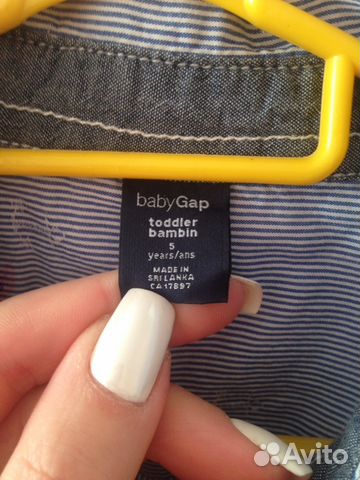 babyGap
toddler
bambin
5
years/ans
MADE IN
SRI LANKA
CA 17897
Avito